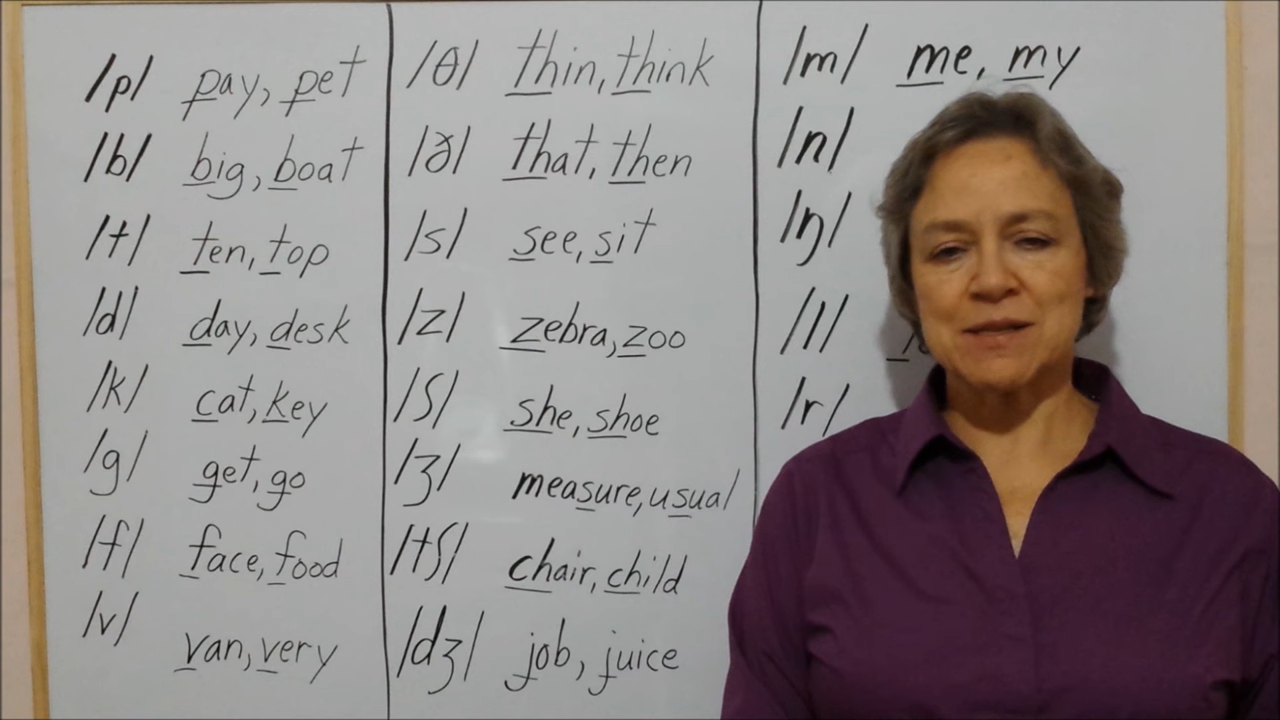 /p/ pay, pet
/b/ big, boat
/t/ ten, top
/d/ day, desk
/k/ cat, key
/g/ get, go
/f/ face, food
/v/ van, very
/θ/ thin, think
/ð/ that, then
/s/ see, sit
/z/ zebra, zoo
/ʃ/ she, shoe
/ʒ/ measure, usual
/tʃ/ chair, child
/dʒ/ job, juice
/m/ me, my
/n/
/ŋ/
/l/
/r/